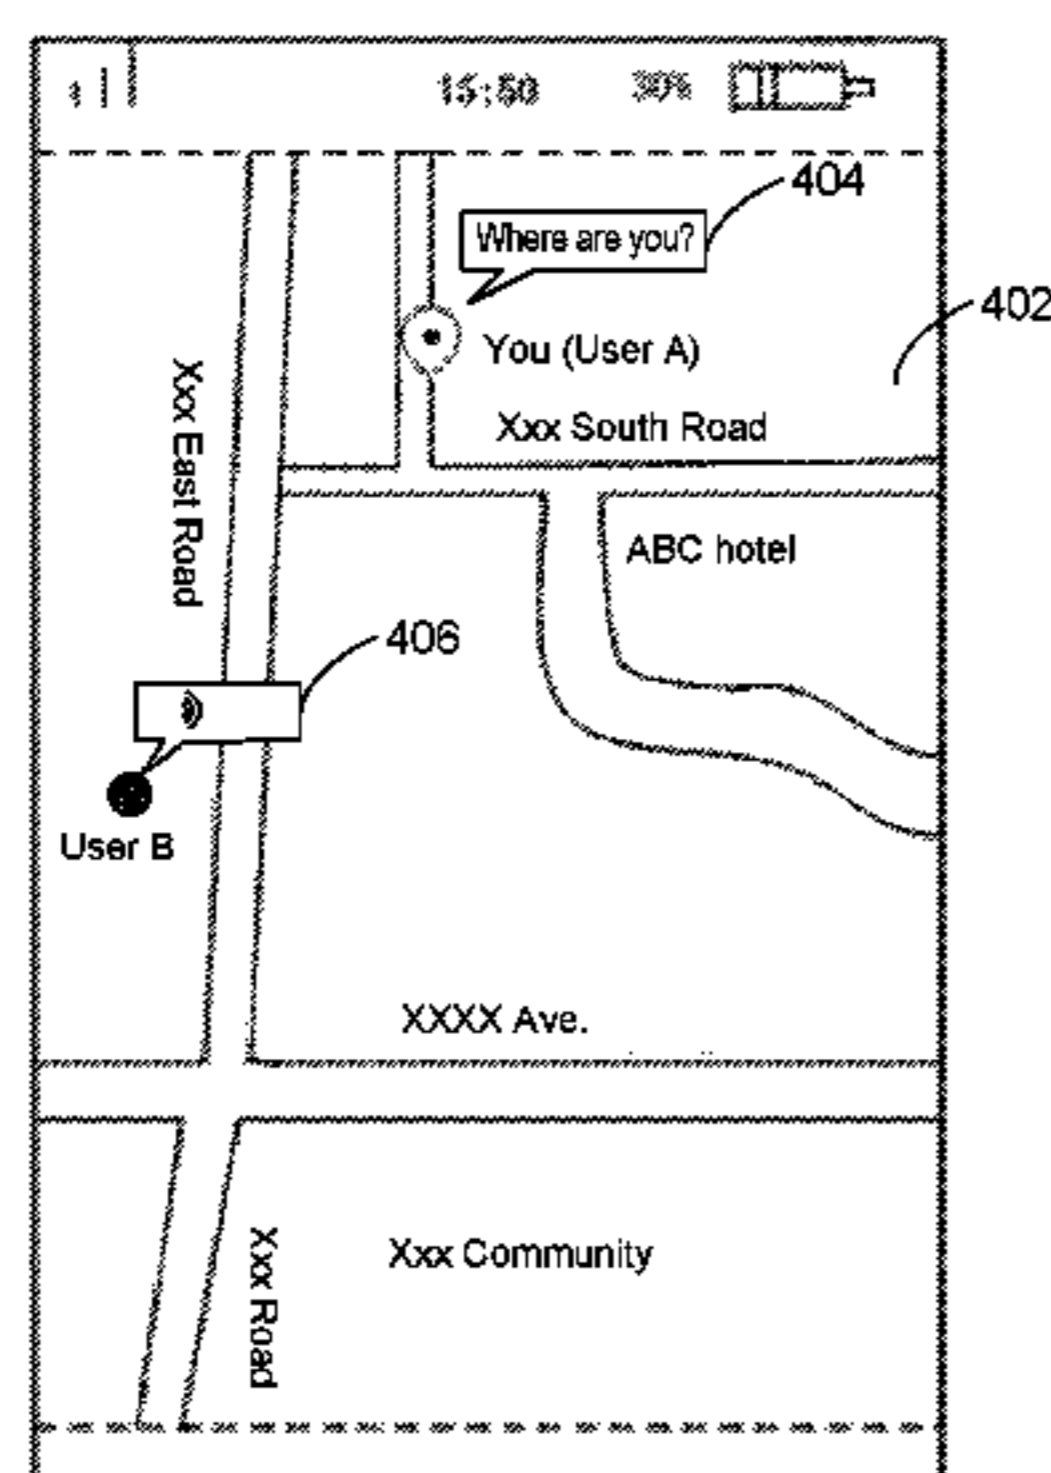 15:50 30%
404
Where are you?
402
You (User A)
Xxx South Road
Xxx East Road
ABC hotel
406
User B
XXXX Ave.
Xxx Community
Xxx Road